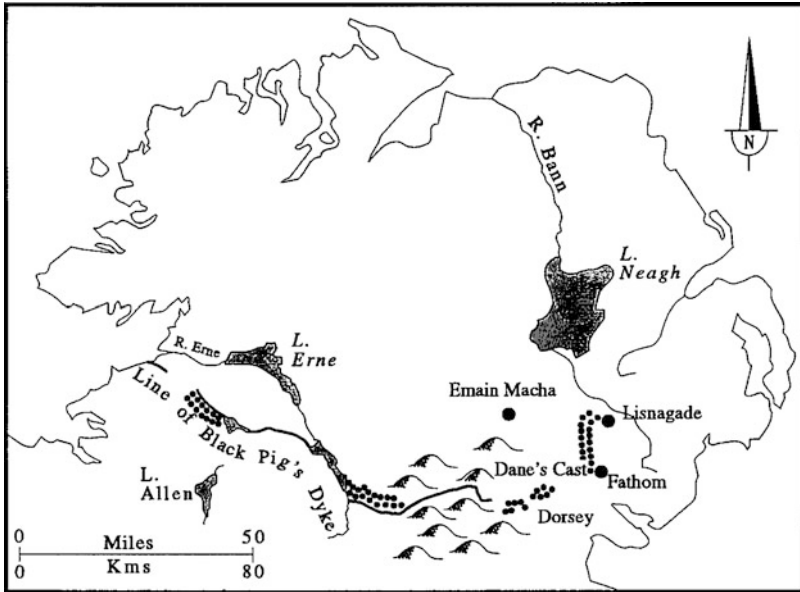 N
R. Bann
L.
Neagh
L.
Erne
R. Erne
Line of Black Pig's Dyke
Emain Macha
Lisnagade
Dane's Cast
Fathom
L.
Allen
Dorsey
0 50
Miles
Kms
0 80